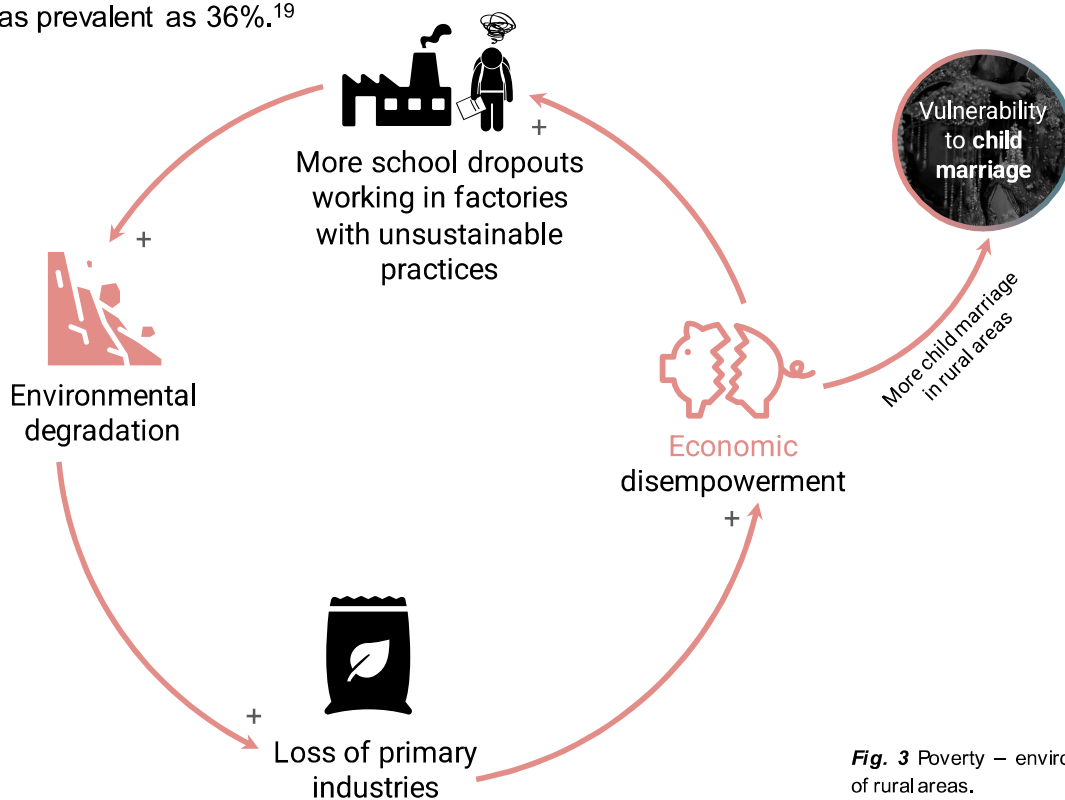 as prevalent as 36%.19
+
More school dropouts
working in factories
with unsustainable
practices
Vulnerability
to child
marriage
+
Environmental
degradation
More child marriage
in rural areas
Economic
disempowerment
+
+
Loss of primary
industries
Fig. 3 Poverty –
of rural areas.